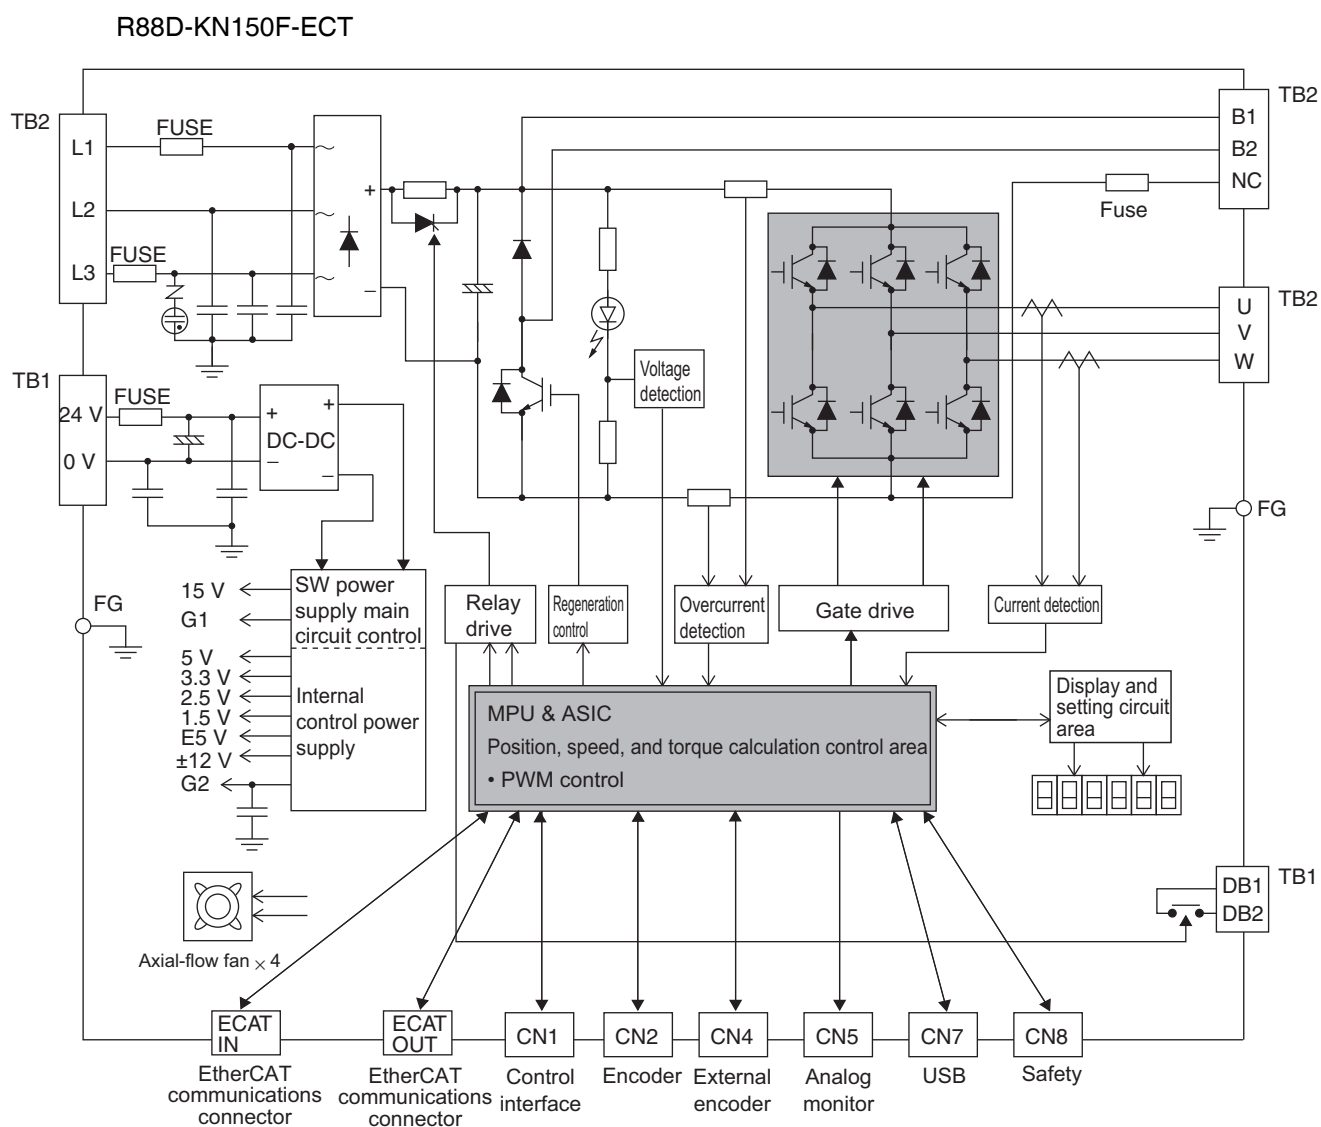 R88D-KN150F-ECT
TB2
TB2
FUSE
L1
B1
B2
L2
NC
Fuse
FUSE
L3
+
−
TB2
U
V
W
TB1
FUSE
24 V
0 V
+
−
DC-DC
+
−
Voltage
detection
FG
FG
SW power
supply main
circuit control
15 V
G1
5 V
3.3 V
2.5 V
1.5 V
E5 V
±12 V
G2
Internal
control power
supply
Relay
drive
Regeneration
control
Overcurrent
detection
Gate drive
Current detection
MPU & ASIC
Position, speed, and torque calculation control area
• PWM control
Display and
setting circuit
area
TB1
DB1
DB2
Axial-flow fan × 4
ECAT
IN
ECAT
OUT
CN1
CN2
CN4
CN5
CN7
CN8
EtherCAT
communications
connector
EtherCAT
communications
connector
Control
interface
Encoder
External
encoder
Analog
monitor
USB
Safety